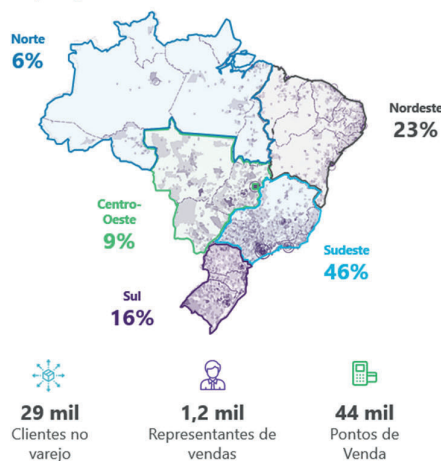 Norte
6%
Nordeste
23%
Centro-
Oeste
9%
Sudeste
46%
Sul
16%
29 mil
Clientes no
varejo
1,2 mil
Representantes de
vendas
44 mil
Pontos de
Venda